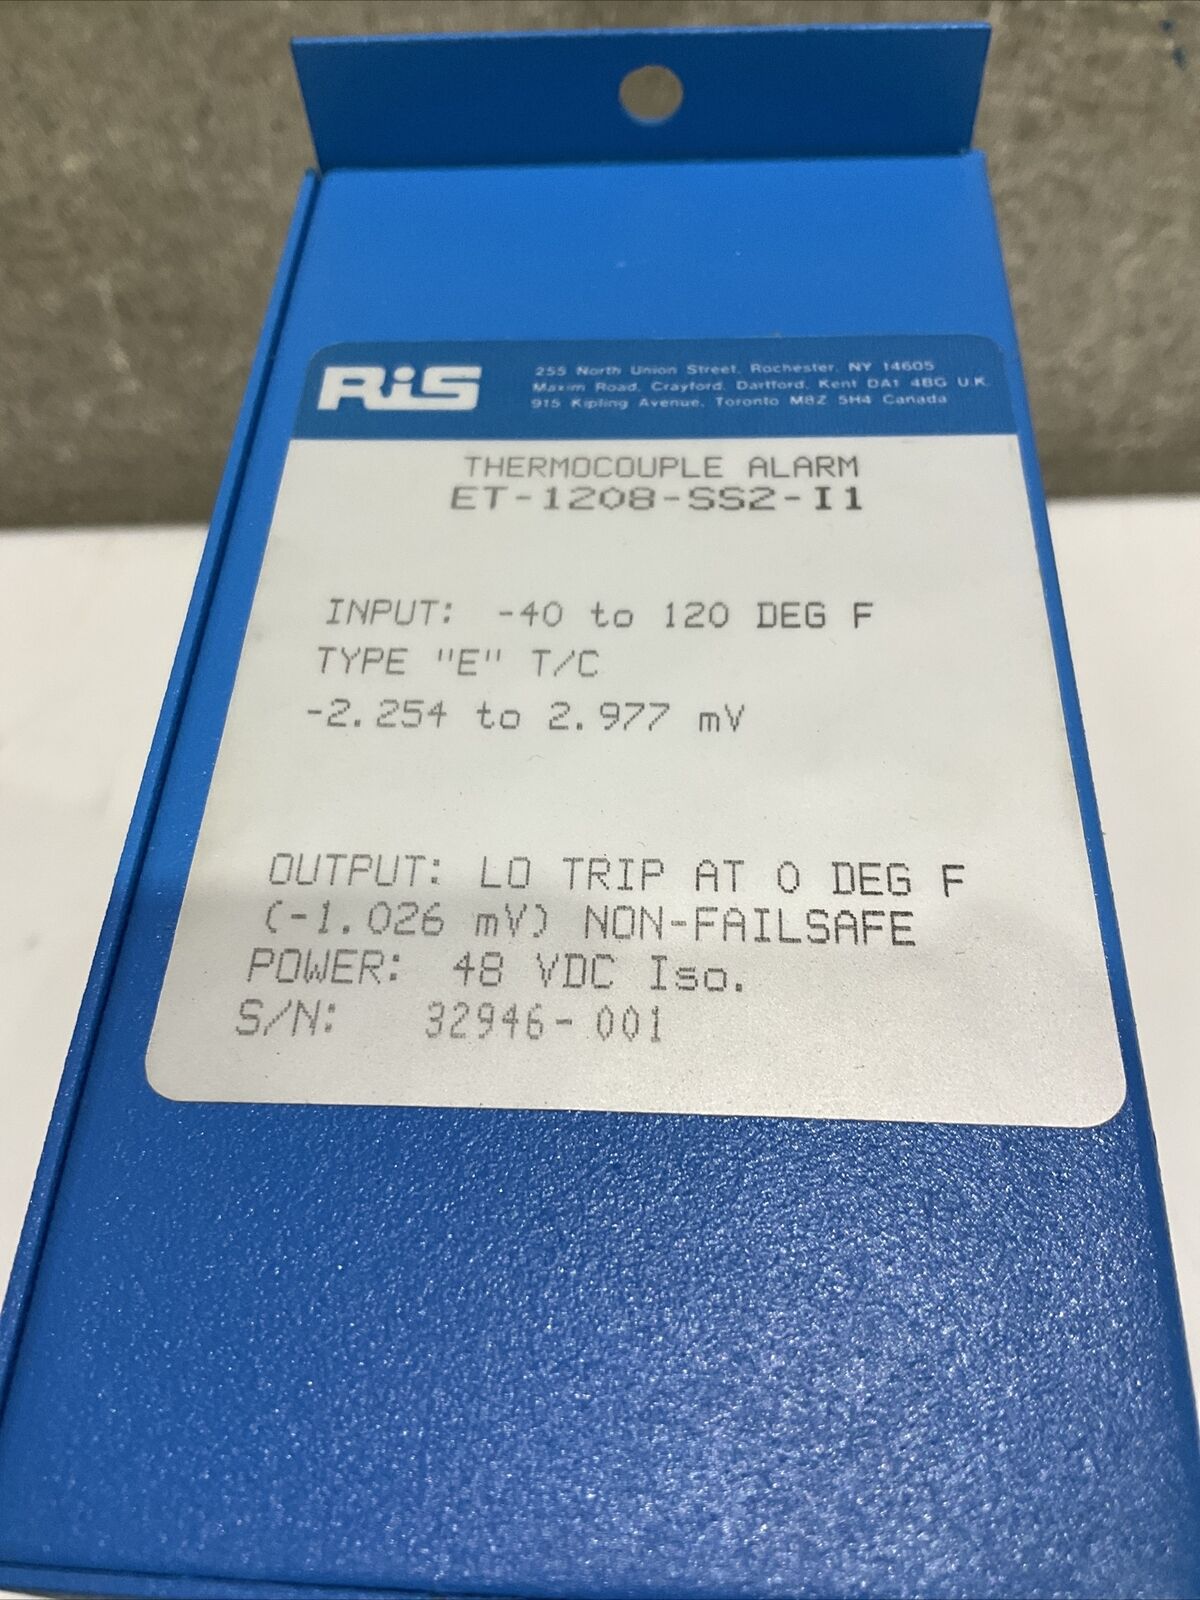 RiS
255 North Union Street, Rochester, NY 14605
Maxim Road, Crayford, Dartford, Kent DA1 4BG U.K.
915 Kipling Avenue, Toronto M8Z 5H4 Canada
THERMOCOUPLE ALARM
ET-1208-SS2-I1
INPUT: -40 to 120 DEG F
TYPE "E" T/C
-2.254 to 2.977 mV
OUTPUT: LO TRIP AT 0 DEG F
(-1.026 mV) NON-FAILSAFE
POWER: 48 VDC Iso.
S/N: 32946-001